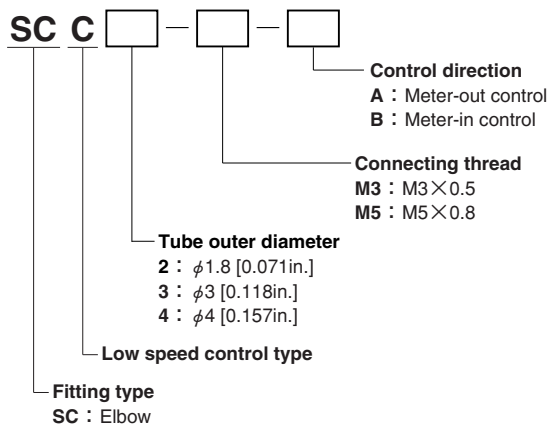 SC C □ － □ － □
Control direction
A：Meter-out control
B：Meter-in control
Connecting thread
M3：M3×0.5
M5：M5×0.8
Tube outer diameter
2：φ1.8 [0.071in.]
3：φ3 [0.118in.]
4：φ4 [0.157in.]
Low speed control type
Fitting type
SC：Elbow